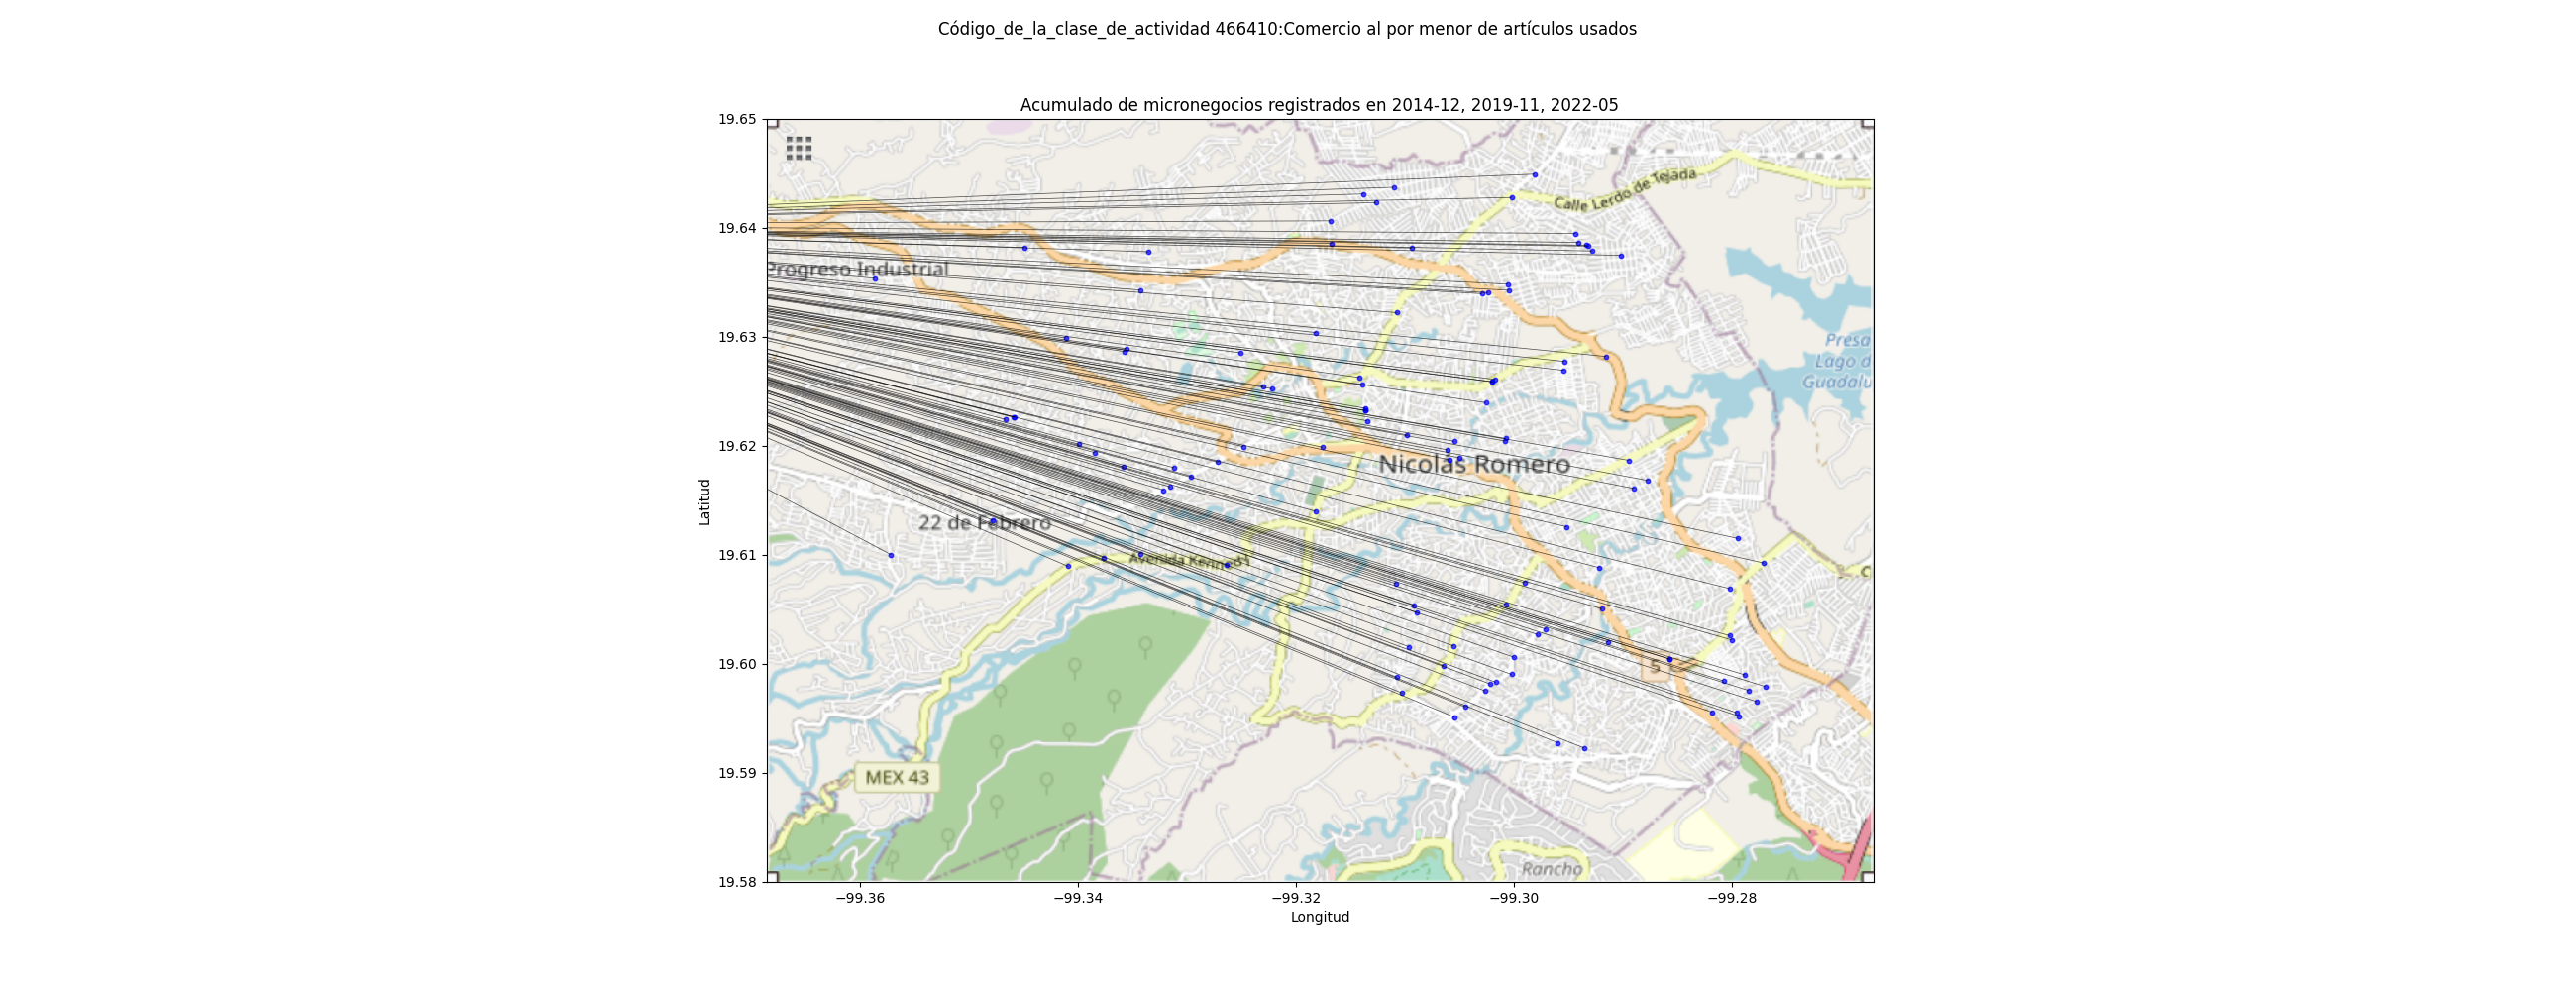 Código_de_la_clase_de_actividad 466410:Comercio al por menor de artículos usados
Acumulado de micronegocios registrados en 2014-12, 2019-11, 2022-05
19.65
19.64
19.63
19.62
19.61
19.60
19.59
19.58
Latitud
Calle Lerdo de Tejada
Progreso Industrial
Presa
Lago d
Guadalu
Nicolás Romero
22 de Febrero
Avenida Kennedy
C
5
MEX 43
Rancho
−99.36
−99.34
−99.32
−99.30
−99.28
Longitud